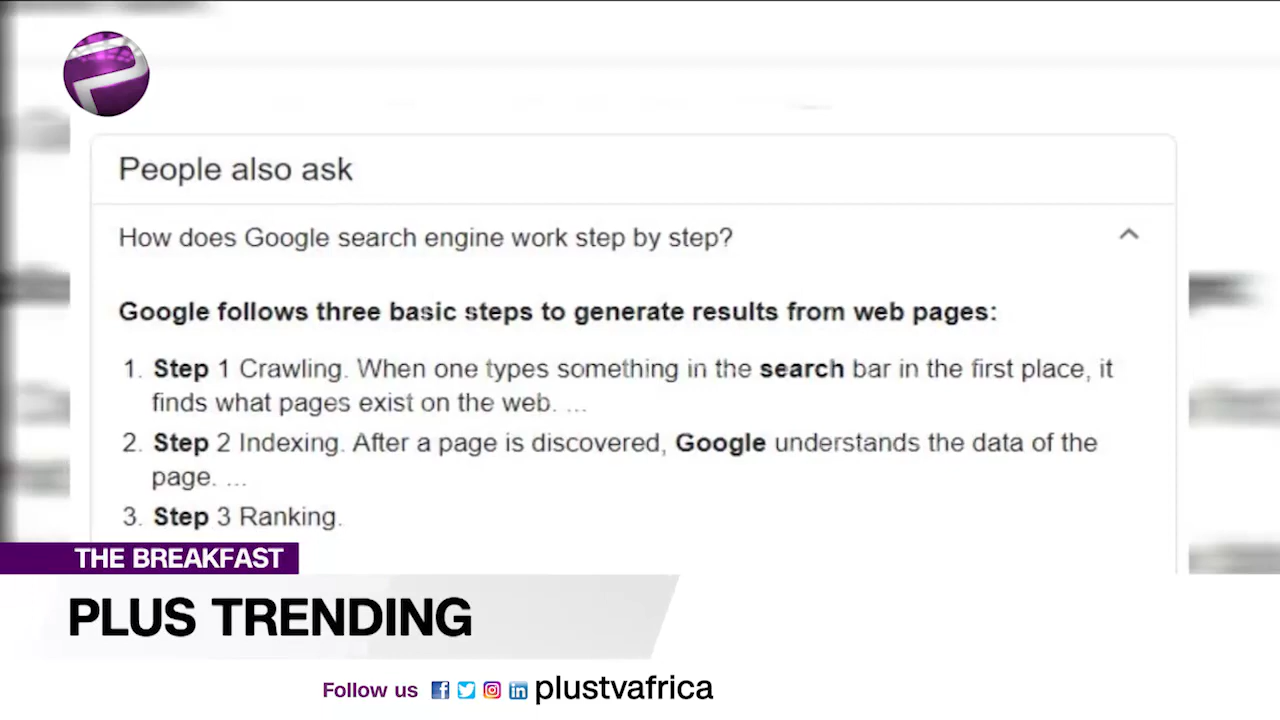 People also ask
How does Google search engine work step by step?
Google follows three basic steps to generate results from web pages:
1. Step 1 Crawling. When one types something in the search bar in the first place, it
finds what pages exist on the web. ...
2. Step 2 Indexing. After a page is discovered, Google understands the data of the
page. ...
3. Step 3 Ranking.
THE BREAKFAST
PLUS TRENDING
Follow us plustvafrica